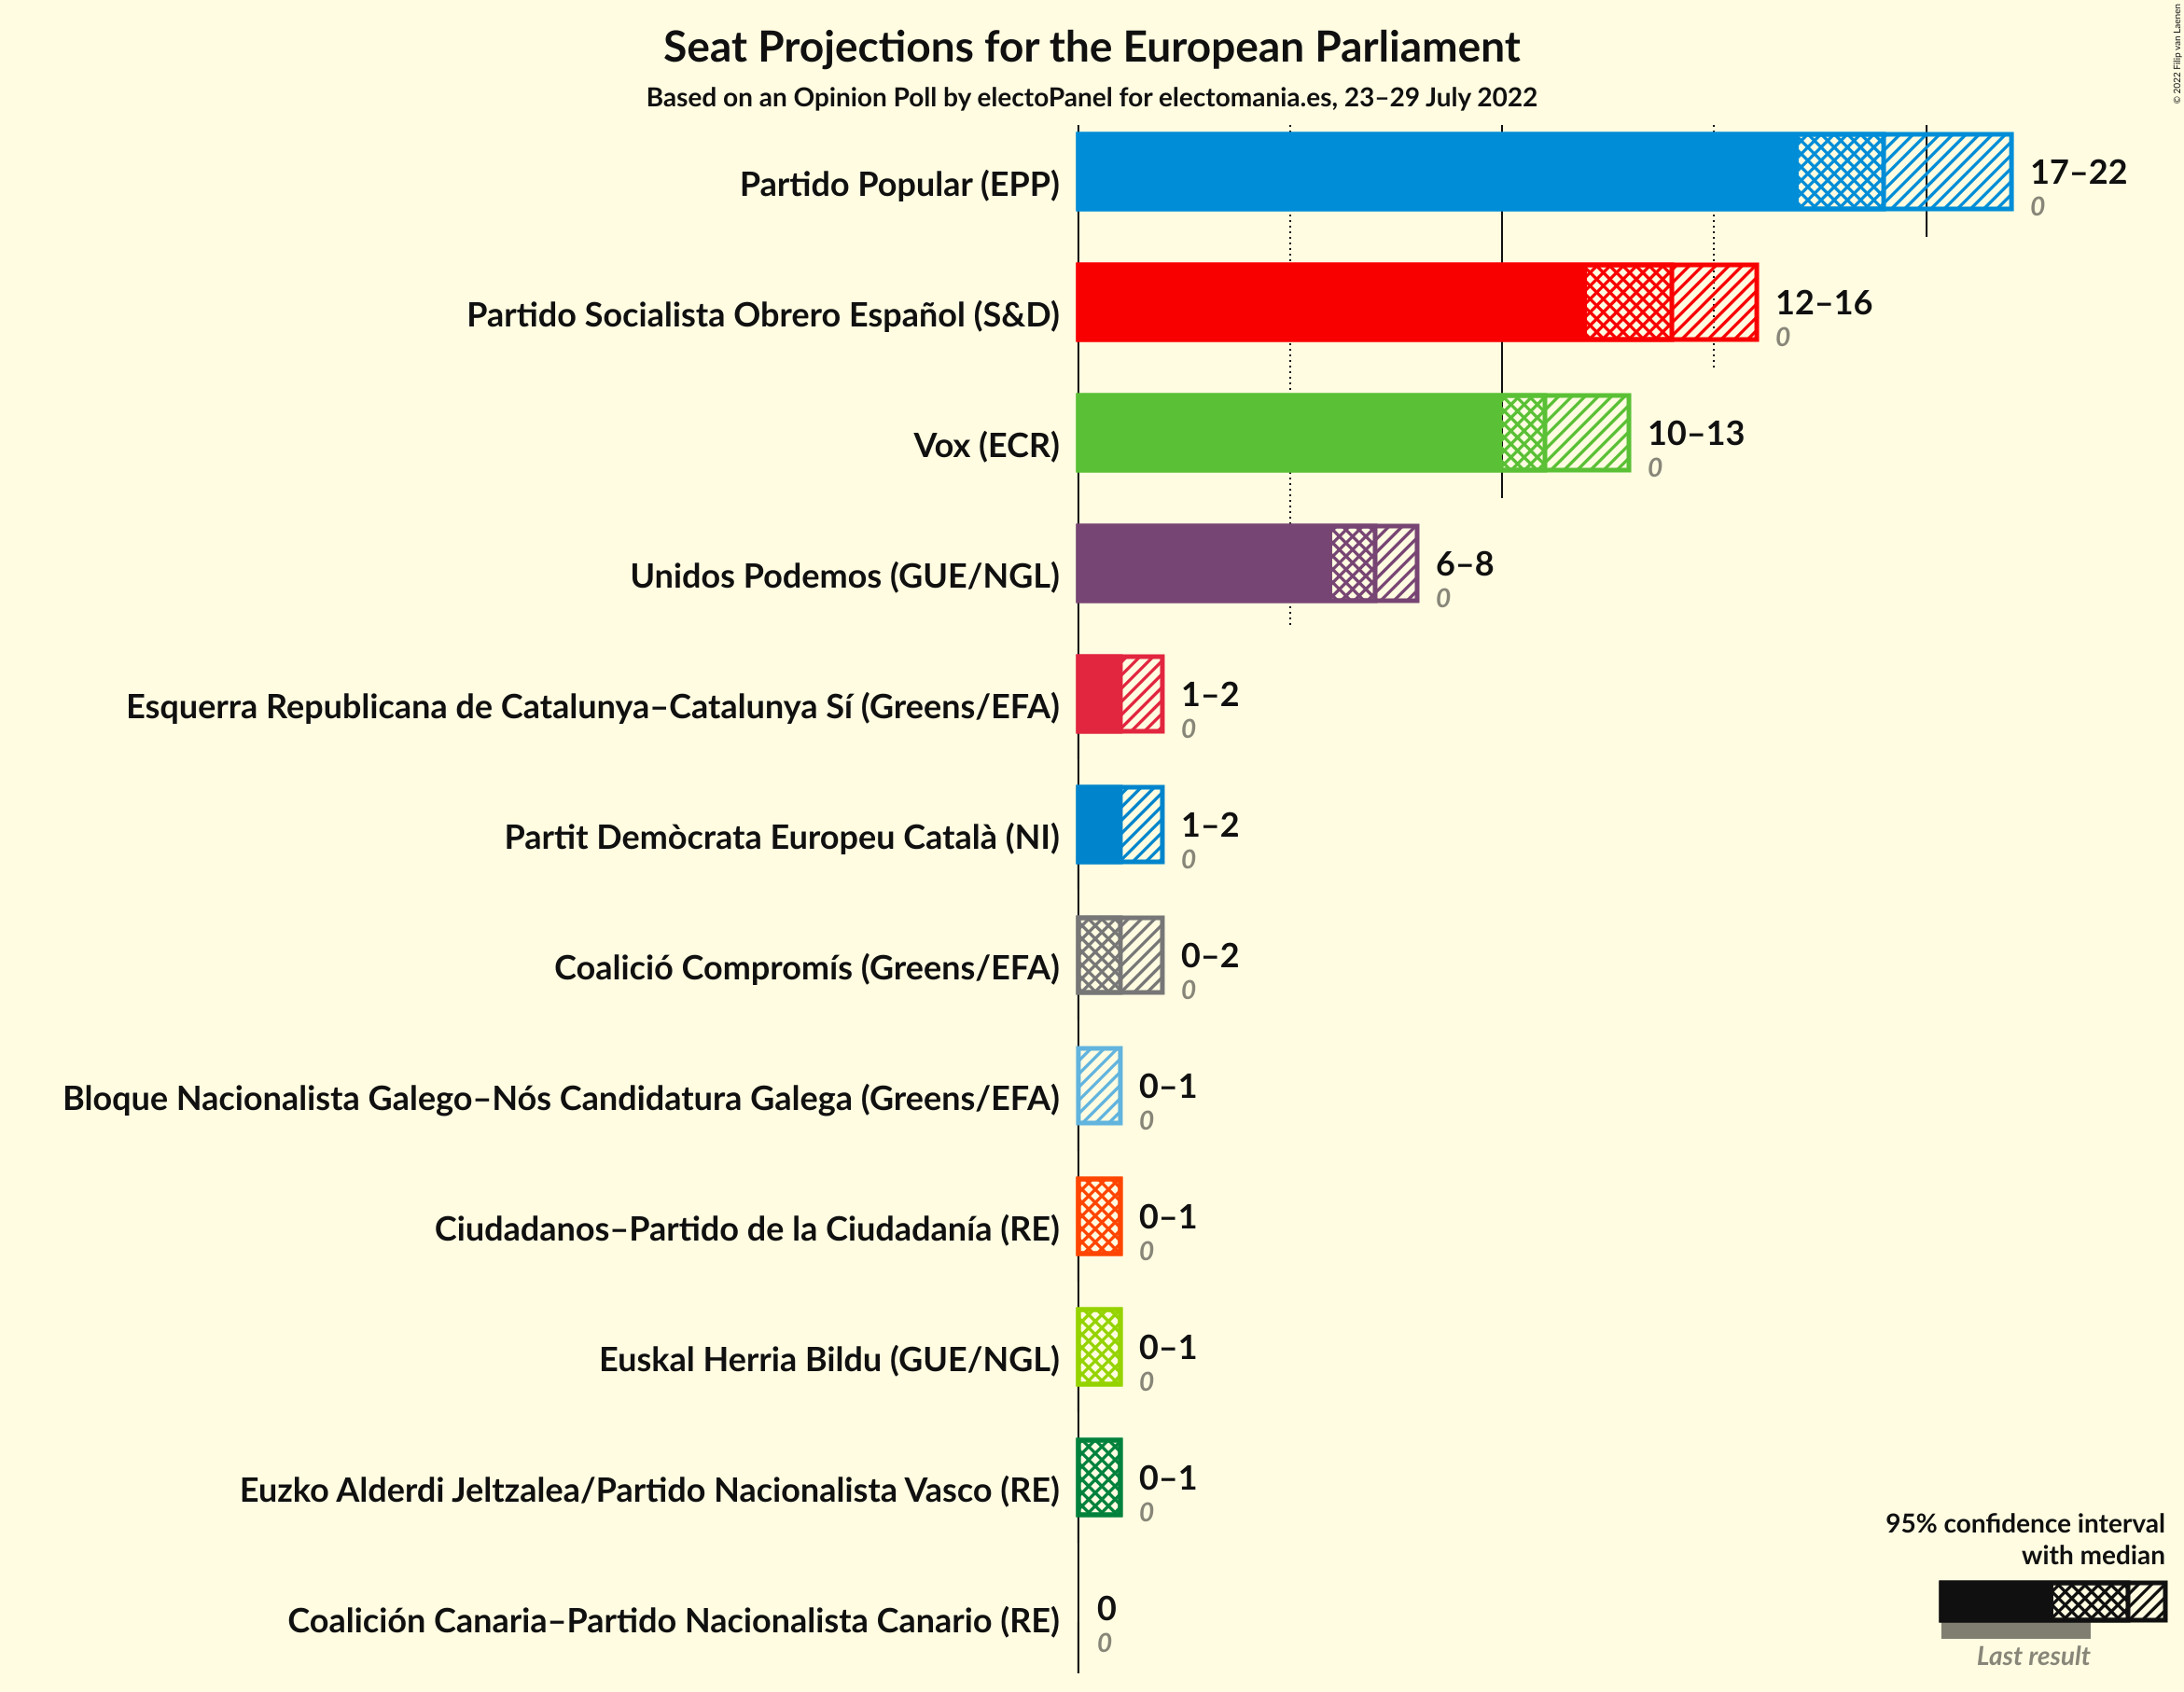 Seat Projections for the European Parliament
Based on an Opinion Poll by electoPanel for electomania.es, 23–29 July 2022
© 2022 Filip van Laenen
Partido Popular (EPP)
17–22
0
Partido Socialista Obrero Español (S&D)
12–16
0
Vox (ECR)
10–13
0
Unidos Podemos (GUE/NGL)
6–8
0
Esquerra Republicana de Catalunya–Catalunya Sí (Greens/EFA)
1–2
0
Partit Demòcrata Europeu Català (NI)
1–2
0
Coalició Compromís (Greens/EFA)
0–2
0
Bloque Nacionalista Galego–Nós Candidatura Galega (Greens/EFA)
0–1
0
Ciudadanos–Partido de la Ciudadanía (RE)
0–1
0
Euskal Herria Bildu (GUE/NGL)
0–1
0
Euzko Alderdi Jeltzalea/Partido Nacionalista Vasco (RE)
0–1
0
Coalición Canaria–Partido Nacionalista Canario (RE)
0
0
95% confidence interval
with median
Last result